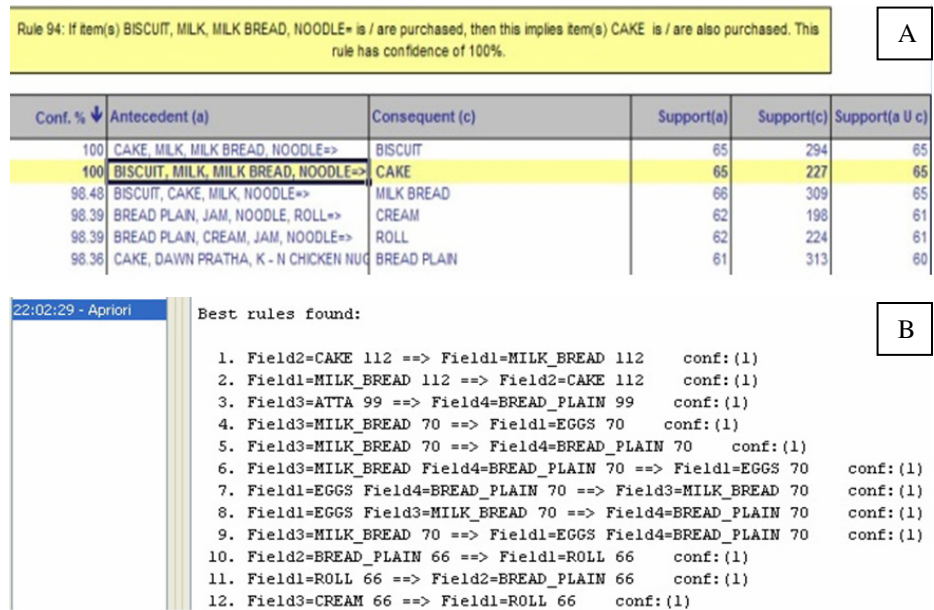 Rule 94: If item(s) BISCUIT, MILK, MILK BREAD, NOODLE= is / are purchased, then this implies item(s) CAKE is / are also purchased. This
rule has confidence of 100%.
A
Conf. % Antecedent (a) Consequent (c) Support(a) Support(c) Support(a U c)
100 CAKE, MILK, MILK BREAD, NOODLE=> BISCUIT 65 294 65
100 BISCUIT, MILK, MILK BREAD, NOODLE=> CAKE 65 227 65
98.48 BISCUIT, CAKE, MILK, NOODLE=> MILK BREAD 66 309 65
98.39 BREAD PLAIN, JAM, NOODLE, ROLL=> CREAM 62 198 61
98.39 BREAD PLAIN, CREAM, JAM, NOODLE=> ROLL 62 224 61
98.36 CAKE, DAWN PRATHA, K - N CHICKEN NUG BREAD PLAIN 61 313 60
22:02:29 - Apriori
Best rules found:
B
1. Field2=CAKE 112 ==> Field1=MILK_BREAD 112 conf:(1)
2. Field1=MILK_BREAD 112 ==> Field2=CAKE 112 conf:(1)
3. Field3=ATTA 99 ==> Field4=BREAD_PLAIN 99 conf:(1)
4. Field3=MILK_BREAD 70 ==> Field1=EGGS 70 conf:(1)
5. Field3=MILK_BREAD 70 ==> Field4=BREAD_PLAIN 70 conf:(1)
6. Field3=MILK_BREAD Field4=BREAD_PLAIN 70 ==> Field1=EGGS 70 conf:(1)
7. Field1=EGGS Field4=BREAD_PLAIN 70 ==> Field3=MILK_BREAD 70 conf:(1)
8. Field1=EGGS Field3=MILK_BREAD 70 ==> Field4=BREAD_PLAIN 70 conf:(1)
9. Field3=MILK_BREAD 70 ==> Field1=EGGS Field4=BREAD_PLAIN 70 conf:(1)
10. Field2=BREAD_PLAIN 66 ==> Field1=ROLL 66 conf:(1)
11. Field1=ROLL 66 ==> Field2=BREAD_PLAIN 66 conf:(1)
12. Field3=CREAM 66 ==> Field1=ROLL 66 conf:(1)